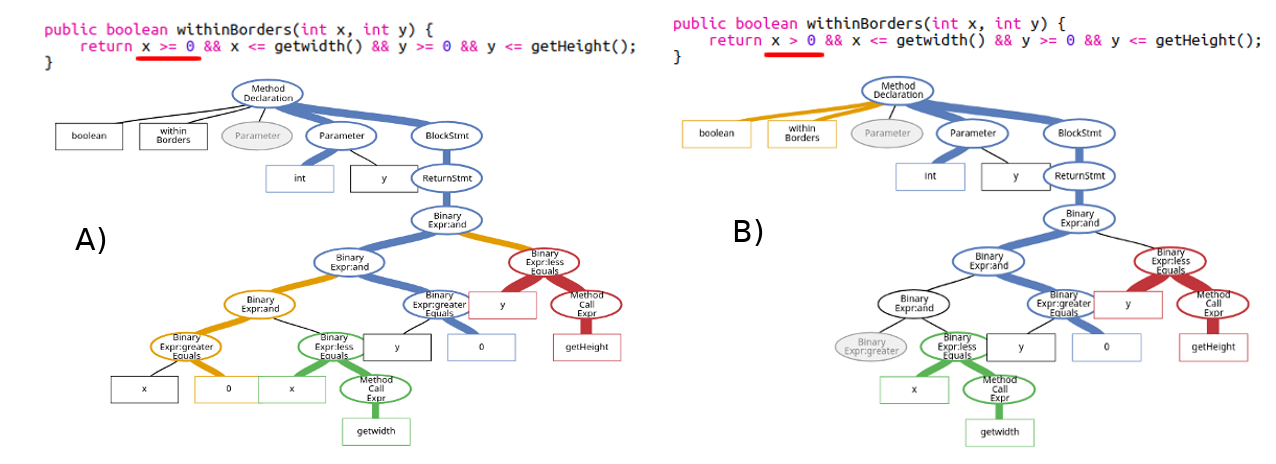 public boolean withinBorders(int x, int y) {
return x >= 0 && x <= getwidth() && y >= 0 && y <= getHeight();
}
Method
Declaration
boolean
within
Borders
Parameter
Parameter
BlockStmt
int
y
ReturnStmt
Binary
Expr:and
A)
Binary
Expr:and
Binary
Expr:less
Equals
Binary
Expr:and
Binary
Expr:greater
Equals
y
Method
Call
Expr
Binary
Expr:greater
Equals
Binary
Expr:less
Equals
y
0
getHeight
x
0
x
Method
Call
Expr
getwidth
public boolean withinBorders(int x, int y) {
return x > 0 && x <= getwidth() && y >= 0 && y <= getHeight();
}
Method
Declaration
boolean
within
Borders
Parameter
Parameter
BlockStmt
int
y
ReturnStmt
Binary
Expr:and
B)
Binary
Expr:and
Binary
Expr:less
Equals
Binary
Expr:and
Binary
Expr:greater
Equals
y
Method
Call
Expr
Binary
Expr:greater
Binary
Expr:less
Equals
y
0
getHeight
x
Method
Call
Expr
getwidth